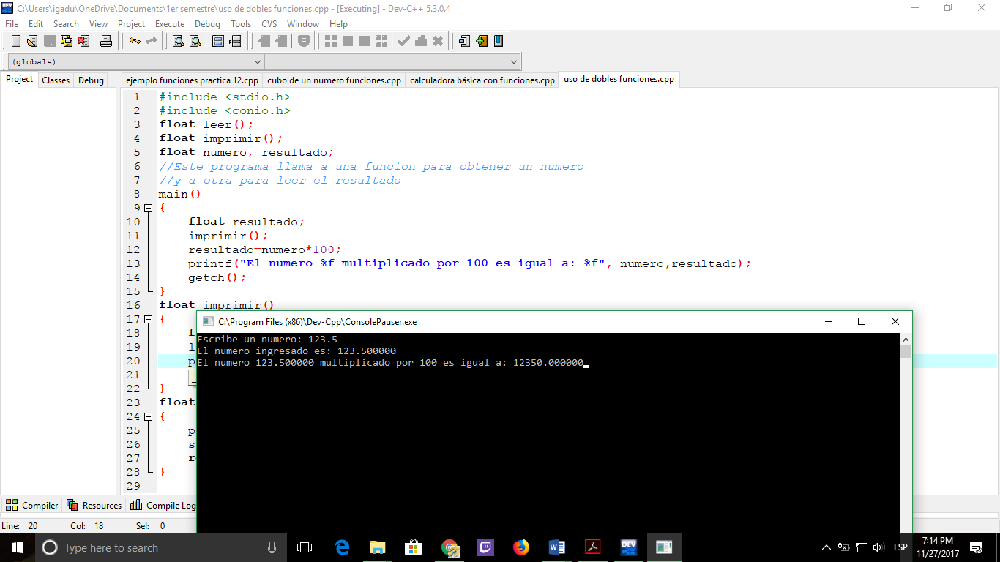 C:\Users\igadu\OneDrive\Documents\1er semestre\uso de dobles funciones.cpp - [Executing] - Dev-C++ 5.3.0.4
File Edit Search View Project Execute Debug Tools CVS Window Help
(globals)
Project Classes Debug
ejemplo funciones practica 12.cpp cubo de un numero funciones.cpp calculadora básica con funciones.cpp uso de dobles funciones.cpp
1 #include <stdio.h>
2 #include <conio.h>
3 float leer();
4 float imprimir();
5 float numero, resultado;
6 //Este programa llama a una funcion para obtener un numero
7 //y a otra para leer el resultado
8 main()
9 {
10 float resultado;
11 imprimir();
12 resultado=numero*100;
13 printf("El numero %f multiplicado por 100 es igual a: %f", numero,resultado);
14 getch();
15 }
16 float imprimir()
17 {
18 f
19 l
20 p
21
22 }
23 float
24 {
25 p
26 s
27 re
28 }
29
C:\Program Files (x86)\Dev-Cpp\ConsolePauser.exe
Escribe un numero: 123.5
El numero ingresado es: 123.500000
El numero 123.500000 multiplicado por 100 es igual a: 12350.000000
Compiler Resources Compile Log
Line: 20 Col: 18 Sel: 0
Type here to search
ESP
7:14 PM
11/27/2017